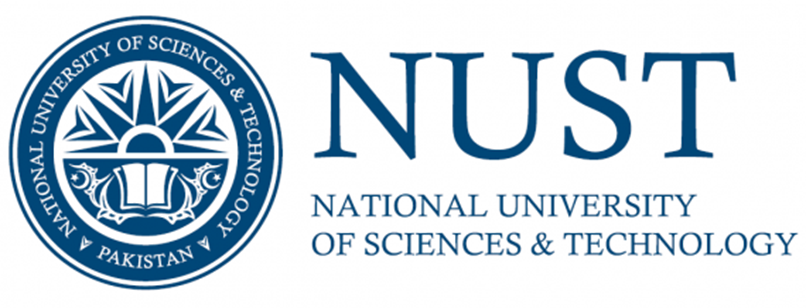 NATIONAL UNIVERSITY OF SCIENCES & TECHNOLOGY
PAKISTAN
NUST
NATIONAL UNIVERSITY
OF SCIENCES & TECHNOLOGY